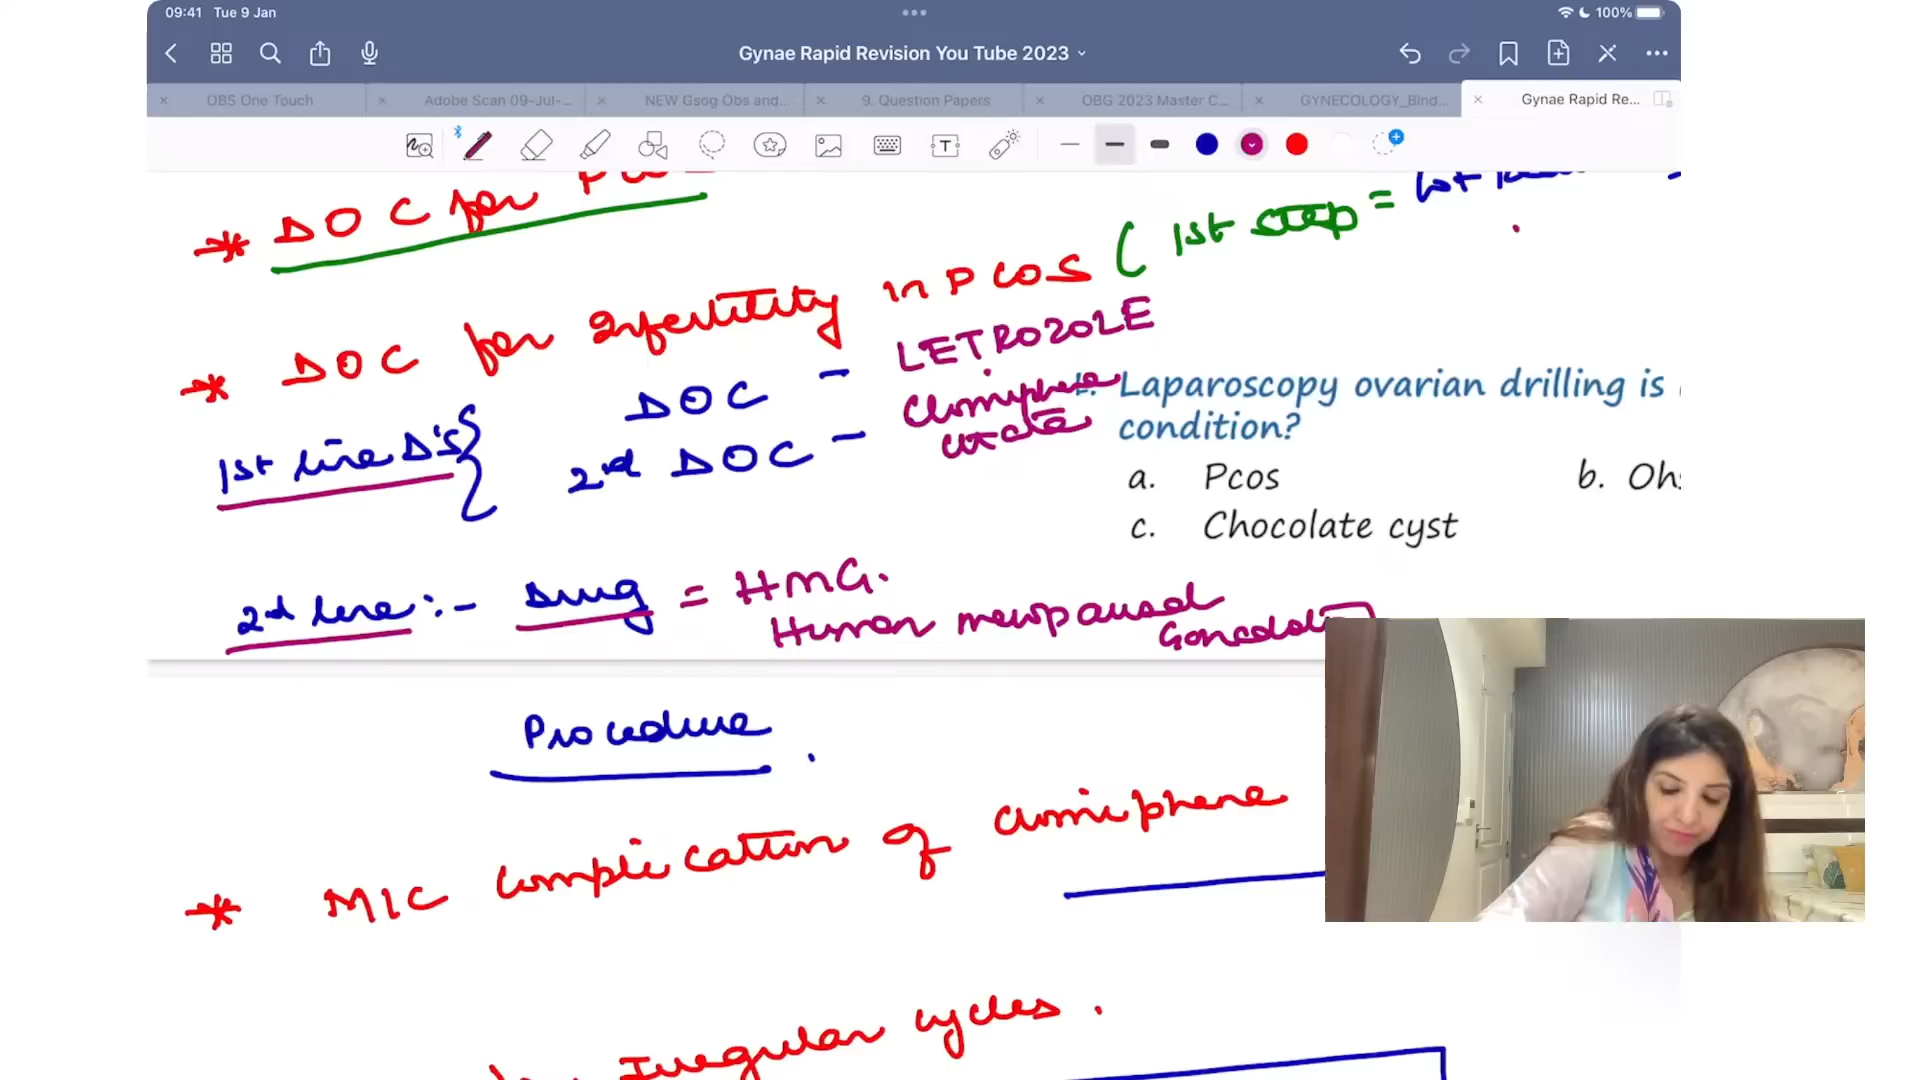 09:41 Tue 9 Jan
100%
Gynae Rapid Revision You Tube 2023
OBS One Touch
Adobe Scan 09-Jul-...
NEW Gsog Obs and...
9. Question Papers
OBG 2023 Master C...
GYNECOLOGY_Bind...
Gynae Rapid Re...
* DOC for
(1st step =
* DOC for Infertility in PCOS
DOC - LETROZOLE
1st line D's
2nd DOC - Clomiphene
citrate
Laparoscopy ovarian drilling is
condition?
a. Pcos
b. Oh
c. Chocolate cyst
2nd line :- Drug = HMG.
Human menopausal
Procedure.
* M/C complication of clomiphene
Irregular cycles.